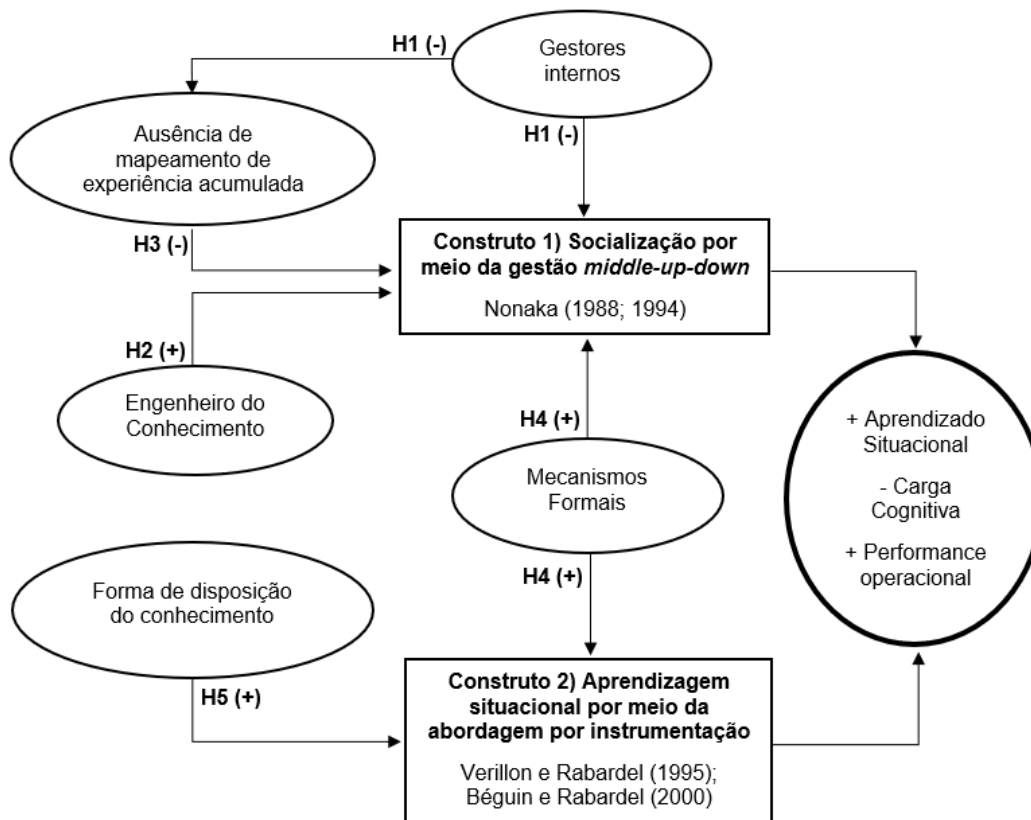 H1 (-)
Gestores
internos
Ausência de
mapeamento de
experiência acumulada
H1 (-)
H3 (-)
Construto 1) Socialização por
meio da gestão middle-up-down
Nonaka (1988; 1994)
H2 (+)
Engenheiro do
Conhecimento
H4 (+)
Mecanismos
Formais
H4 (+)
+ Aprendizado
Situacional
- Carga
Cognitiva
+ Performance
operacional
Forma de disposição
do conhecimento
H5 (+)
Construto 2) Aprendizagem
situacional por meio da
abordagem por instrumentação
Verillon e Rabardel (1995);
Béguin e Rabardel (2000)